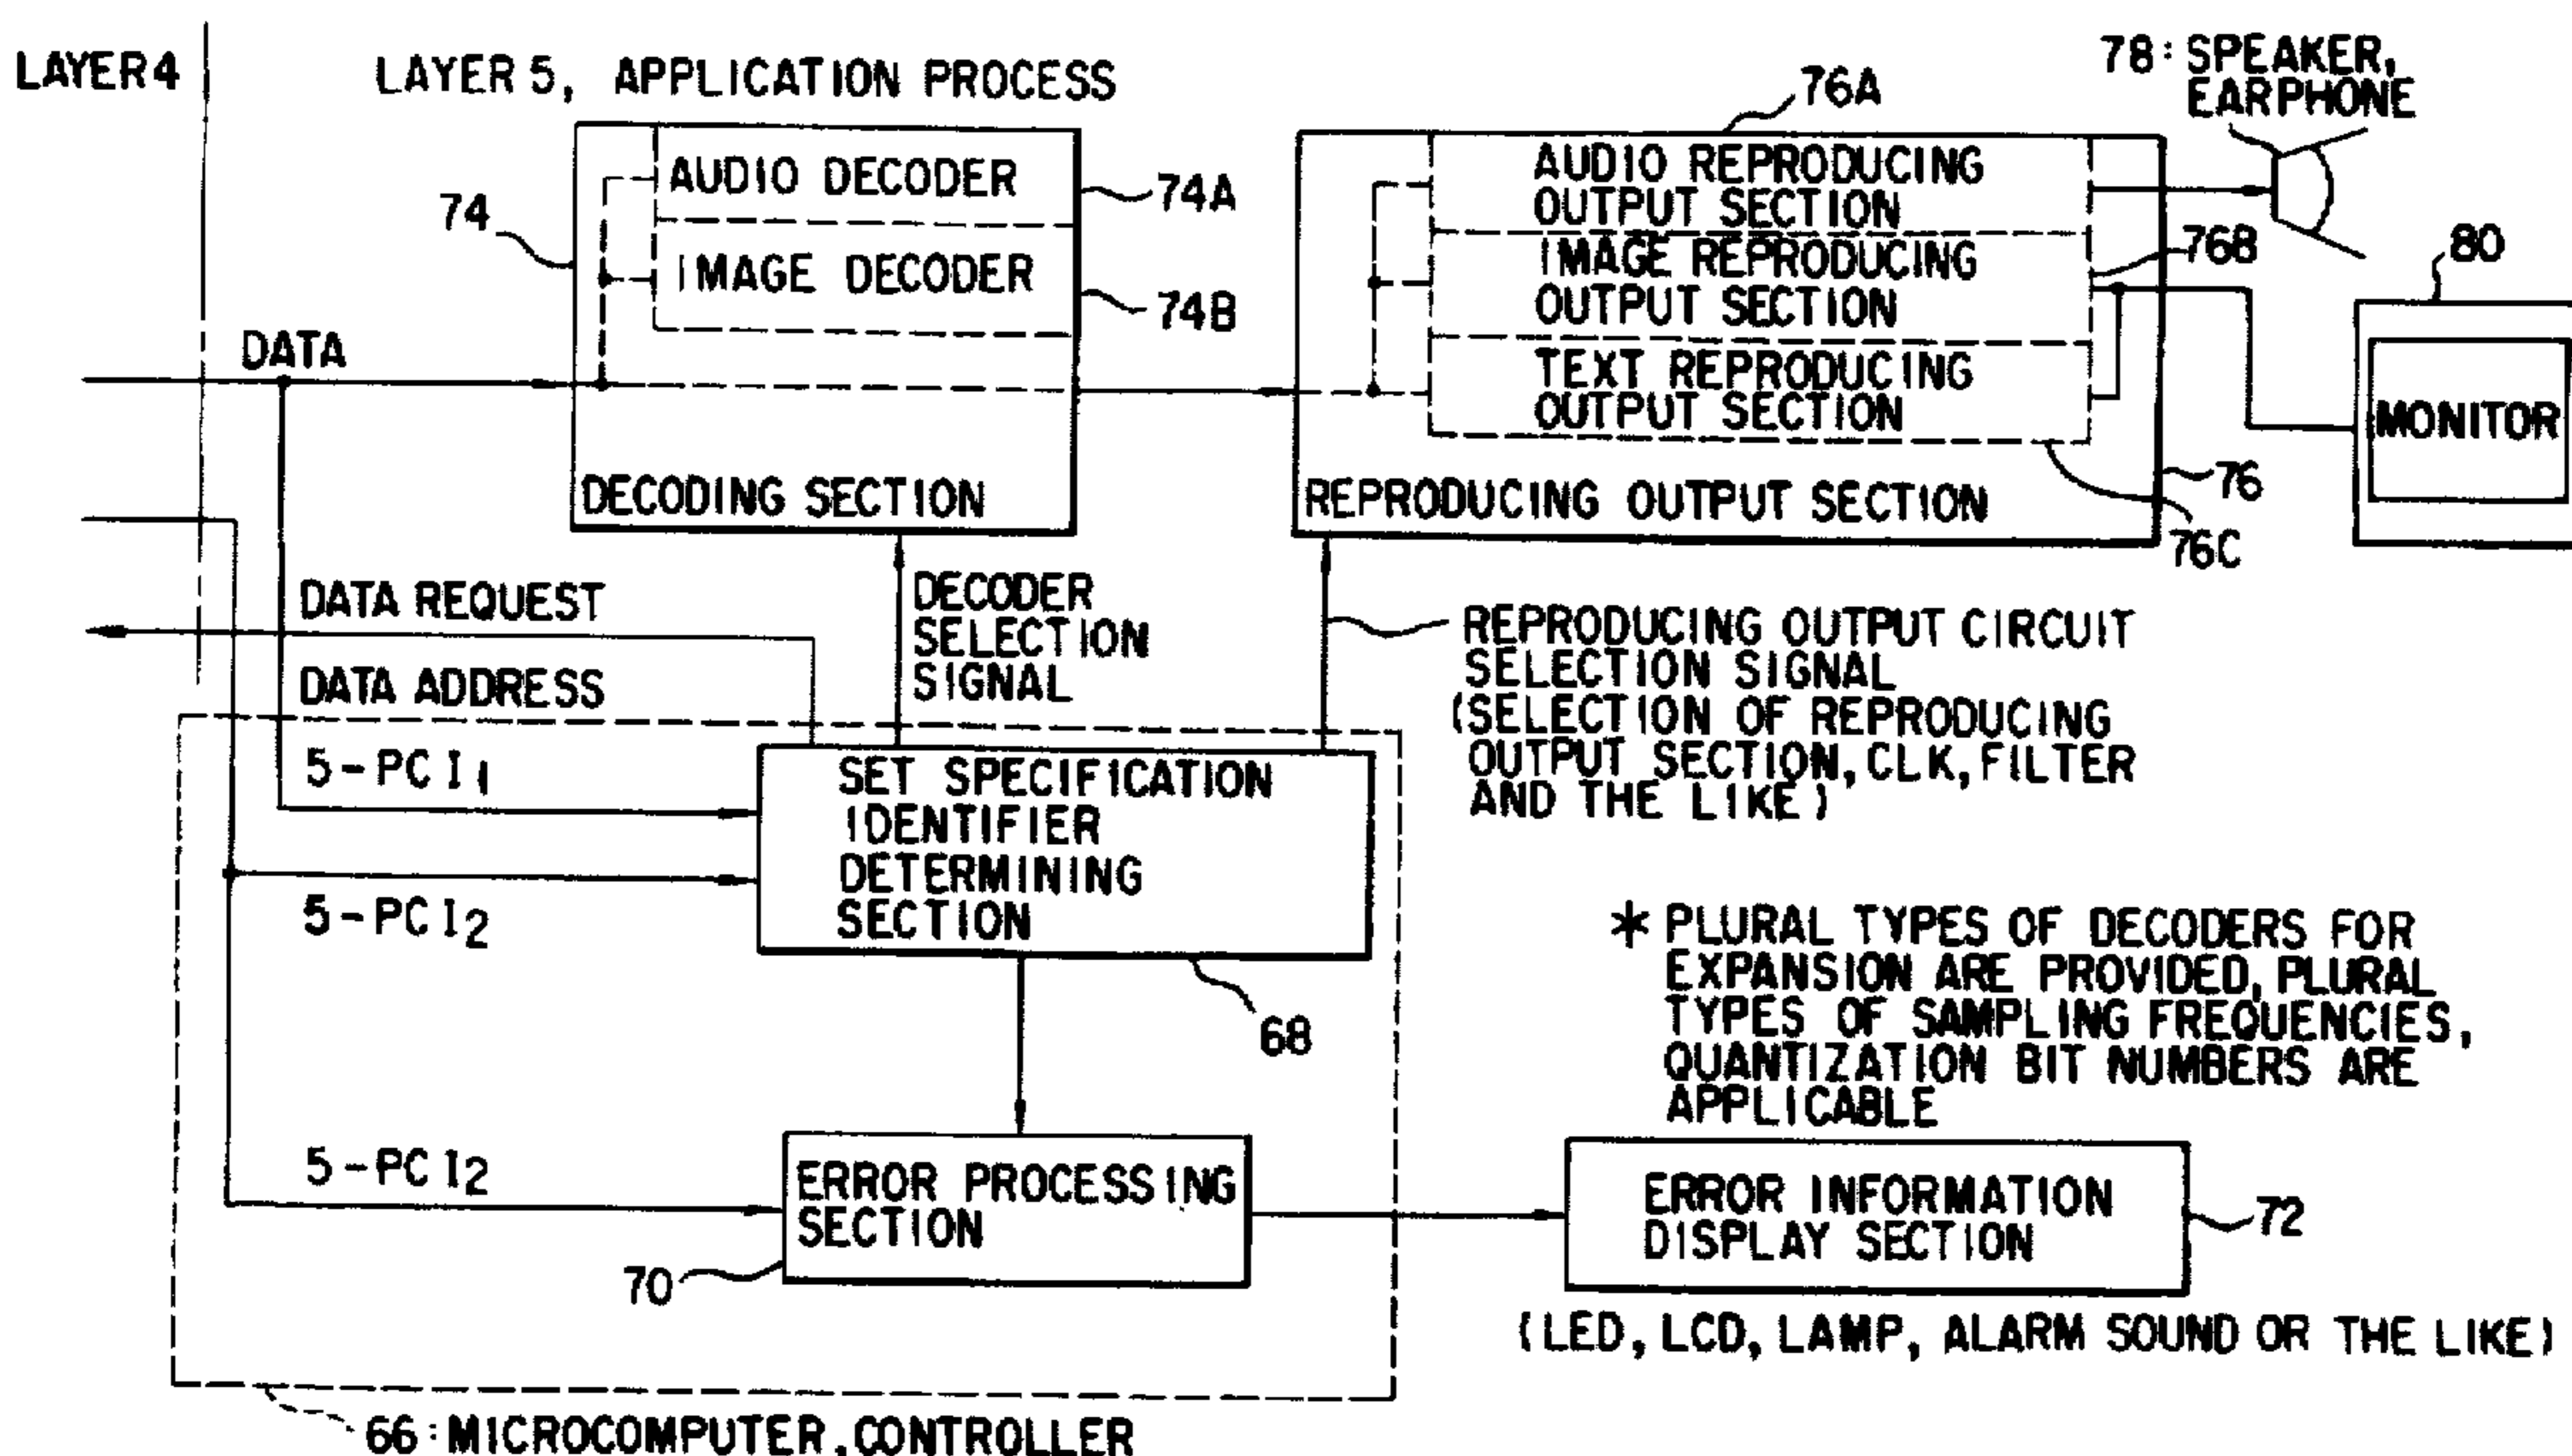 LAYER 4
LAYER 5, APPLICATION PROCESS
78: SPEAKER,
EARPHONE
76A
AUDIO DECODER
74A
74
IMAGE DECODER
74B
AUDIO REPRODUCING
OUTPUT SECTION
IMAGE REPRODUCING
OUTPUT SECTION
76B
80
DATA
TEXT REPRODUCING
OUTPUT SECTION
MONITOR
DECODING SECTION
REPRODUCING OUTPUT SECTION
76
76C
DATA REQUEST
DATA ADDRESS
DECODER
SELECTION
SIGNAL
REPRODUCING OUTPUT CIRCUIT
SELECTION SIGNAL
(SELECTION OF REPRODUCING
OUTPUT SECTION, CLK, FILTER
AND THE LIKE)
5-PCI1
SET SPECIFICATION
IDENTIFIER
DETERMINING
SECTION
5-PCI2
68
* PLURAL TYPES OF DECODERS FOR
EXPANSION ARE PROVIDED, PLURAL
TYPES OF SAMPLING FREQUENCIES,
QUANTIZATION BIT NUMBERS ARE
APPLICABLE
5-PCI2
ERROR PROCESSING
SECTION
70
ERROR INFORMATION
DISPLAY SECTION
72
(LED, LCD, LAMP, ALARM SOUND OR THE LIKE)
66: MICROCOMPUTER, CONTROLLER